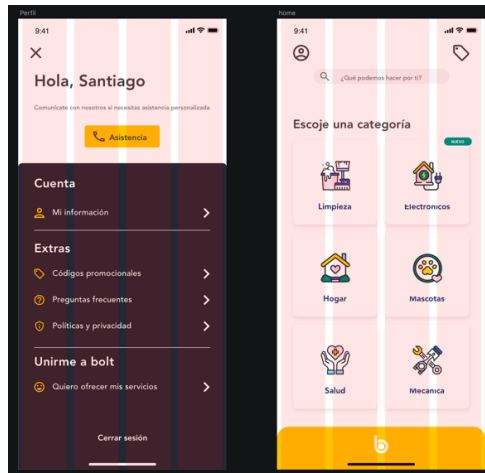 Perfil
9:41
Hola, Santiago
Comunícate con nosotros si necesitas asistencia personalizada
Asistencia
Cuenta
Mi información
Extras
Códigos promocionales
Preguntas frecuentes
Políticas y privacidad
Unirme a bolt
Quiero ofrecer mis servicios
Cerrar sesión
home
9:41
¿Qué podemos hacer por ti?
Escoje una categoría
NUEVO
Limpieza
Electronicos
Hogar
Mascotas
Salud
Mecanica
b